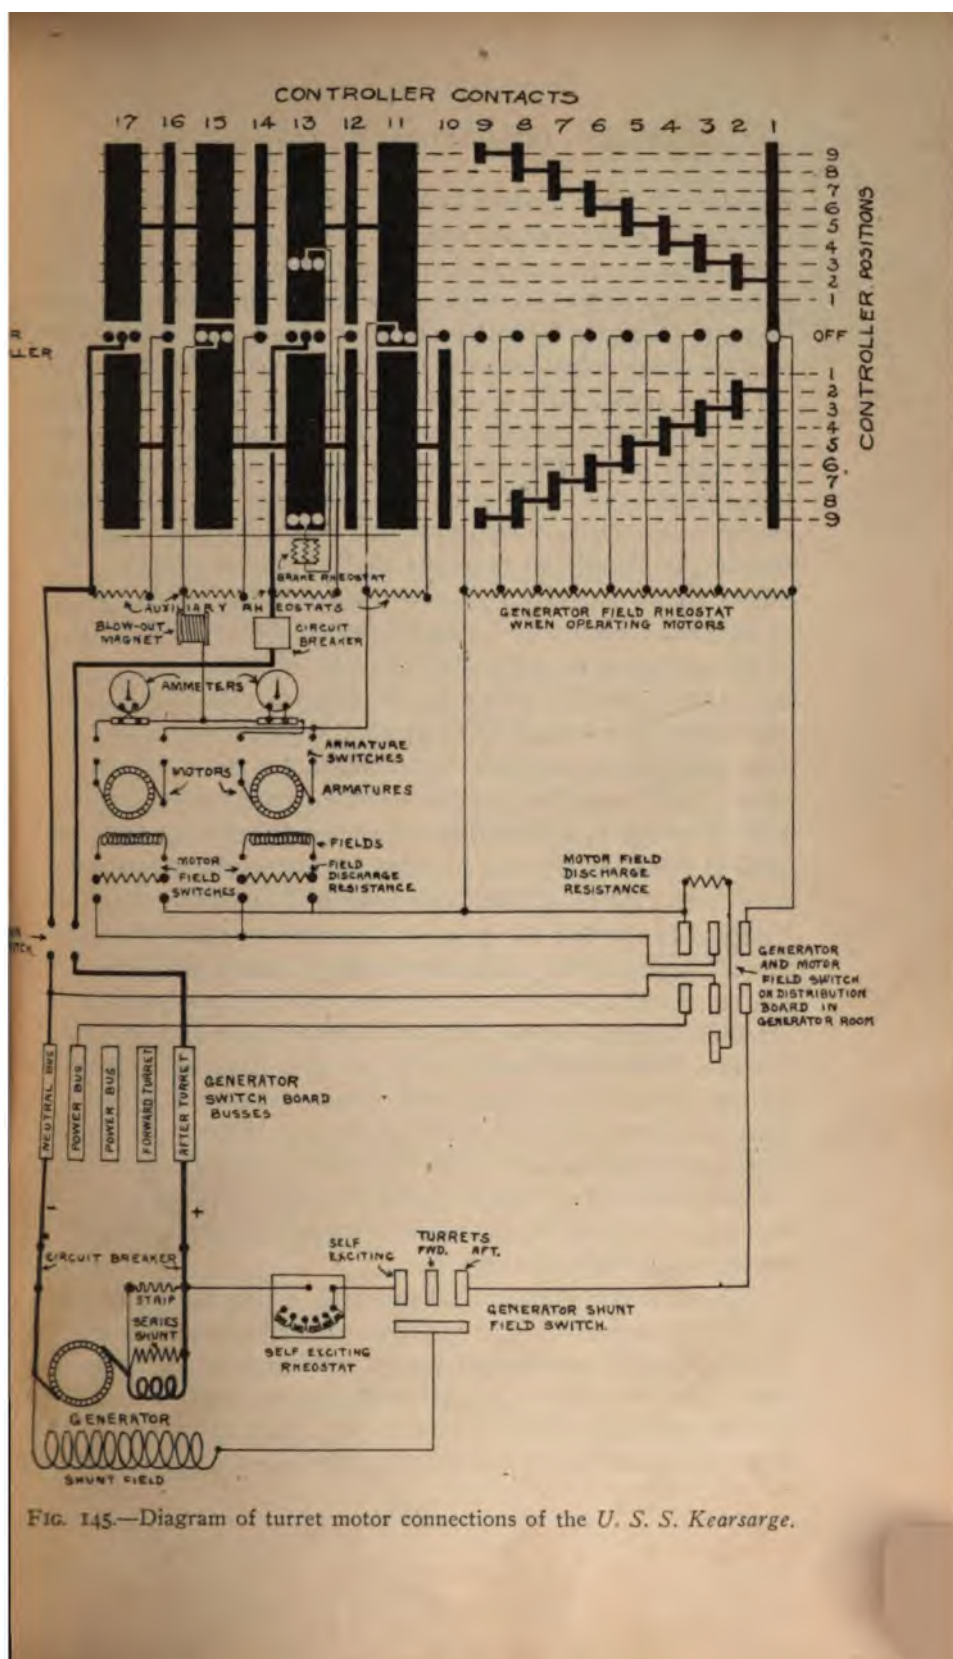 CONTROLLER CONTACTS
17 16 15 14 13 12 11 10 9 8 7 6 5 4 3 2 1
9
8
7
6
5
4
3
2
1
OFF
1
2
3
4
5
6
7
8
9
CONTROLLER POSITIONS
R
LLER
BRAKE RHEOSTAT
AUXILIARY RHEOSTATS
GENERATOR FIELD RHEOSTAT
WHEN OPERATING MOTORS
BLOW-OUT
MAGNET
CIRCUIT
BREAKER
AMMETERS
ARMATURE
SWITCHES
MOTORS
ARMATURES
FIELDS
MOTOR
FIELD
SWITCHES
FIELD
DISCHARGE
RESISTANCE
MOTOR FIELD
DISCHARGE
RESISTANCE
GENERATOR
AND MOTOR
FIELD SWITCH
ON DISTRIBUTION
BOARD IN
GENERATOR ROOM
NEUTRAL BUS
POWER BUS
POWER BUS
FORWARD TURRET
AFTER TURRET
GENERATOR
SWITCH BOARD
BUSSES
-
+
CIRCUIT BREAKER
STRIP
SERIES
SHUNT
SELF
EXCITING
TURRETS
FWD. AFT.
GENERATOR SHUNT
FIELD SWITCH.
SELF EXCITING
RHEOSTAT
GENERATOR
SHUNT FIELD
FIG. 145.—Diagram of turret motor connections of the U. S. S. Kearsarge.